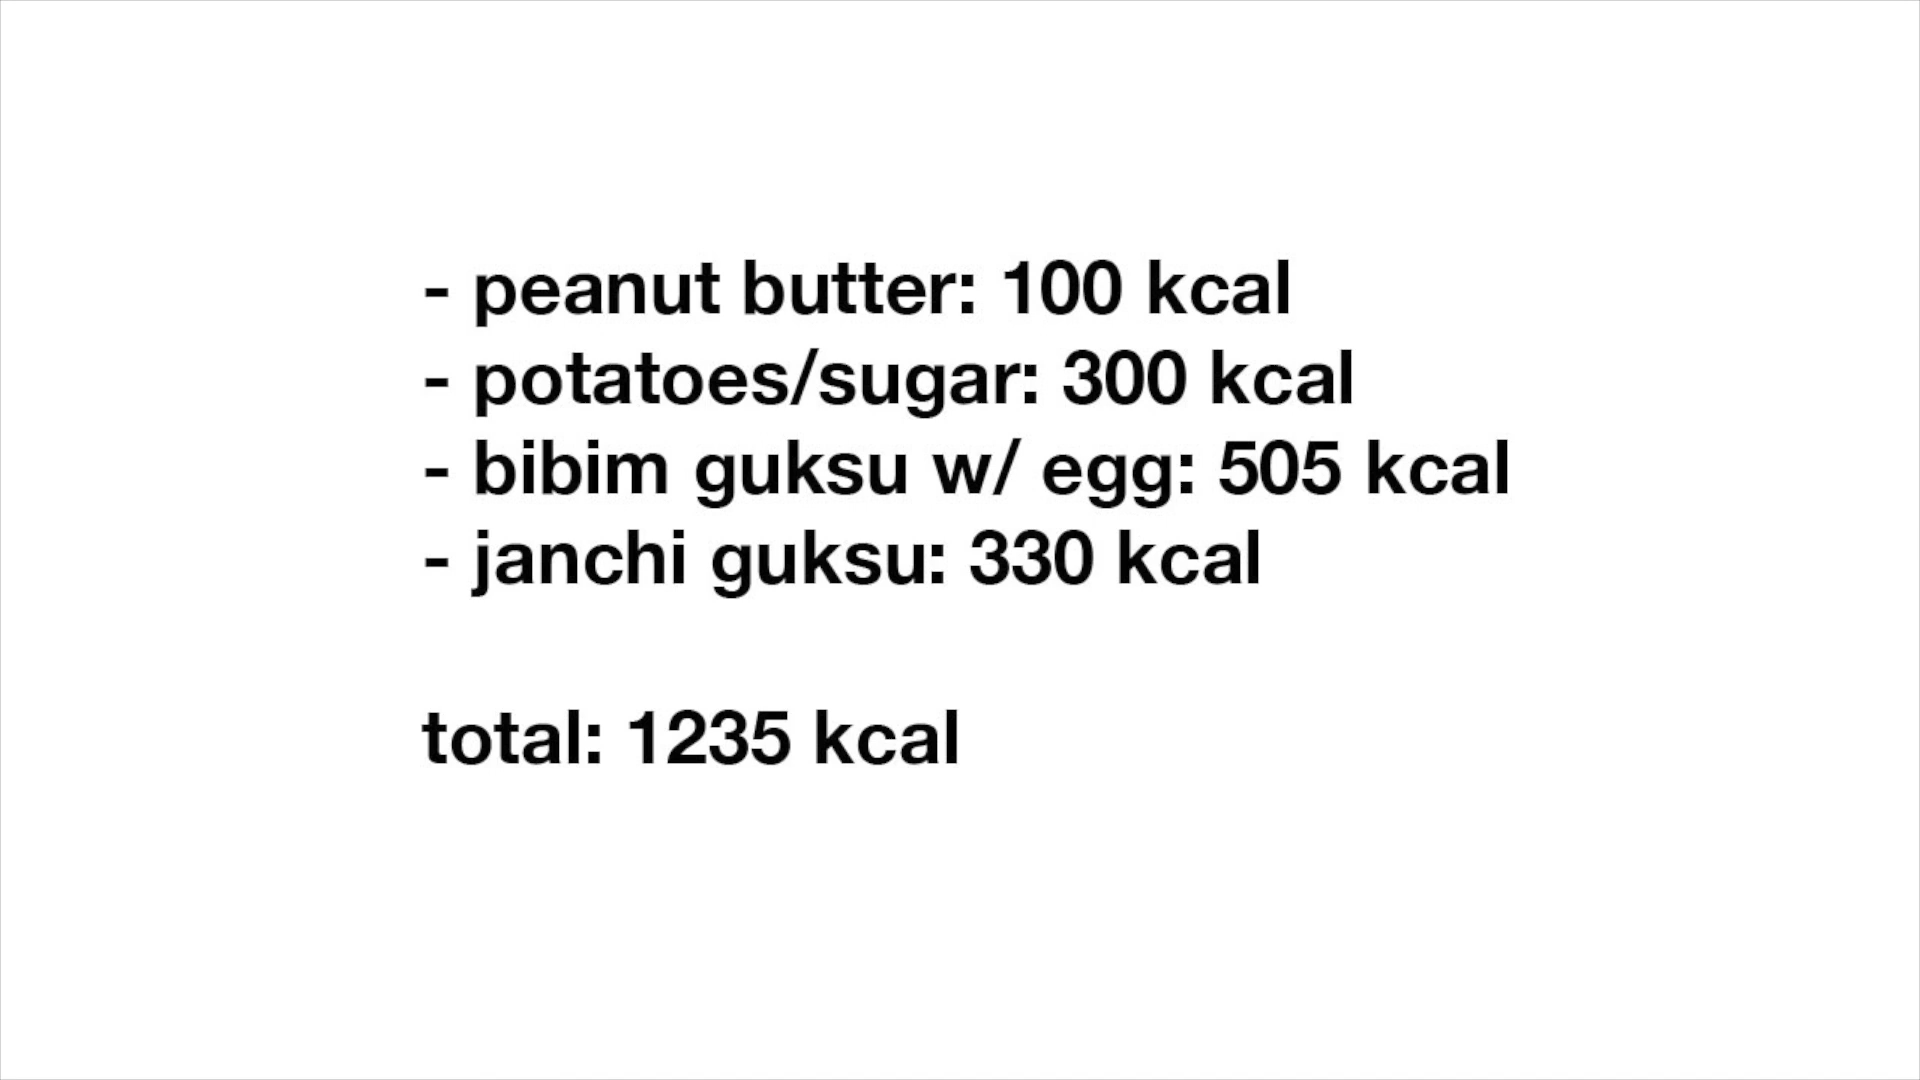 - peanut butter: 100 kcal
- potatoes/sugar: 300 kcal
- bibim guksu w/ egg: 505 kcal
- janchi guksu: 330 kcal
total: 1235 kcal